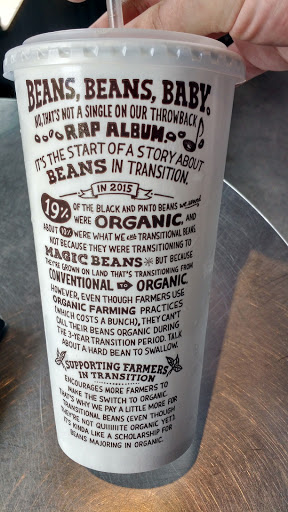 BEANS, BEANS, BABY.
NO, THAT'S NOT A SINGLE ON OUR THROWBACK
RAP ALBUM.
IT'S THE START OF A STORY ABOUT
BEANS IN TRANSITION.
IN 2015
19% OF THE BLACK AND PINTO BEANS we served
WERE ORGANIC, AND
ABOUT WERE WHAT WE call TRANSITIONAL BEANS,
NOT BECAUSE THEY WERE TRANSITIONING TO
MAGIC BEANS BUT BECAUSE
THEY'RE GROWN ON LAND THAT'S TRANSITIONING FROM
CONVENTIONAL TO ORGANIC.
HOWEVER, EVEN THOUGH FARMERS USE
ORGANIC FARMING PRACTICES
(WHICH COSTS A BUNCH), THEY CAN'T
CALL THEIR BEANS ORGANIC DURING
THE 3-YEAR TRANSITION PERIOD. TALK
ABOUT A HARD BEAN TO SWALLOW.
SUPPORTING FARMERS
IN TRANSITION
ENCOURAGES MORE FARMERS TO
MAKE THE SWITCH TO ORGANIC.
THAT'S WHY WE PAY A LITTLE MORE FOR
TRANSITIONAL BEANS (EVEN THOUGH
THEY'RE NOT QUIIIIIITE ORGANIC YET).
IT'S KINDA LIKE A SCHOLARSHIP FOR
BEANS MAJORING IN ORGANIC.